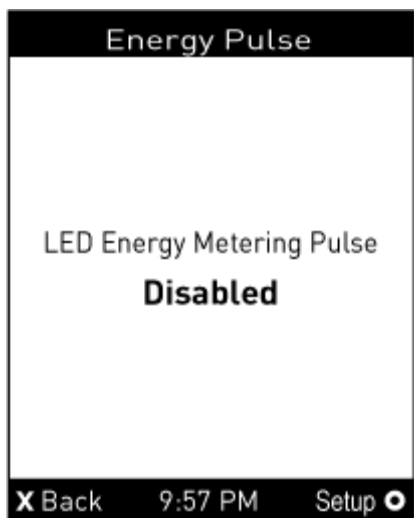 Energy Pulse
LED Energy Metering Pulse
Disabled
X Back 9:57 PM Setup O